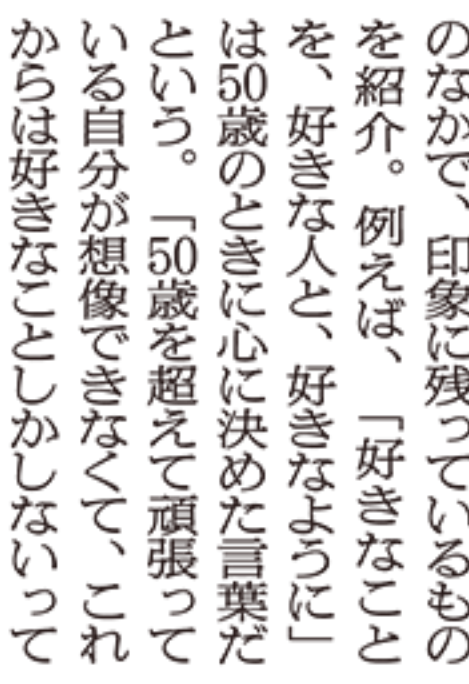 のなかで、印象に残っているもの
を紹介。例えば、「好きなこと
を、好きな人と、好きなように」
は50歳のときに心に決めた言葉だ
という。「50歳を超えて頑張って
いる自分が想像できなくて、これ
からは好きなことしかしないって